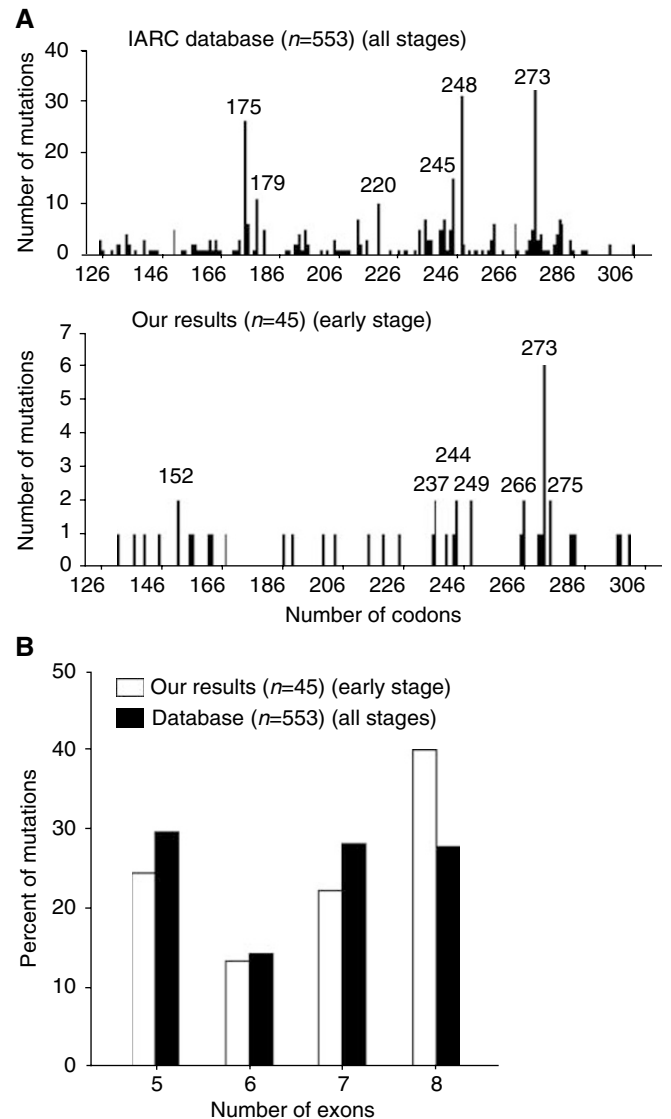 A
IARC database (n=553) (all stages)
Number of mutations
40
30
20
10
0
175
179
220
245
248
273
126 146 166 186 206 226 246 266 286 306
Our results (n=45) (early stage)
Number of mutations
7
6
5
4
3
2
1
0
152
237
244
249
266
273
275
126 146 166 186 206 226 246 266 286 306
Number of codons
B
Percent of mutations
50
40
30
20
10
0
Our results (n=45) (early stage)
Database (n=553) (all stages)
5 6 7 8
Number of exons